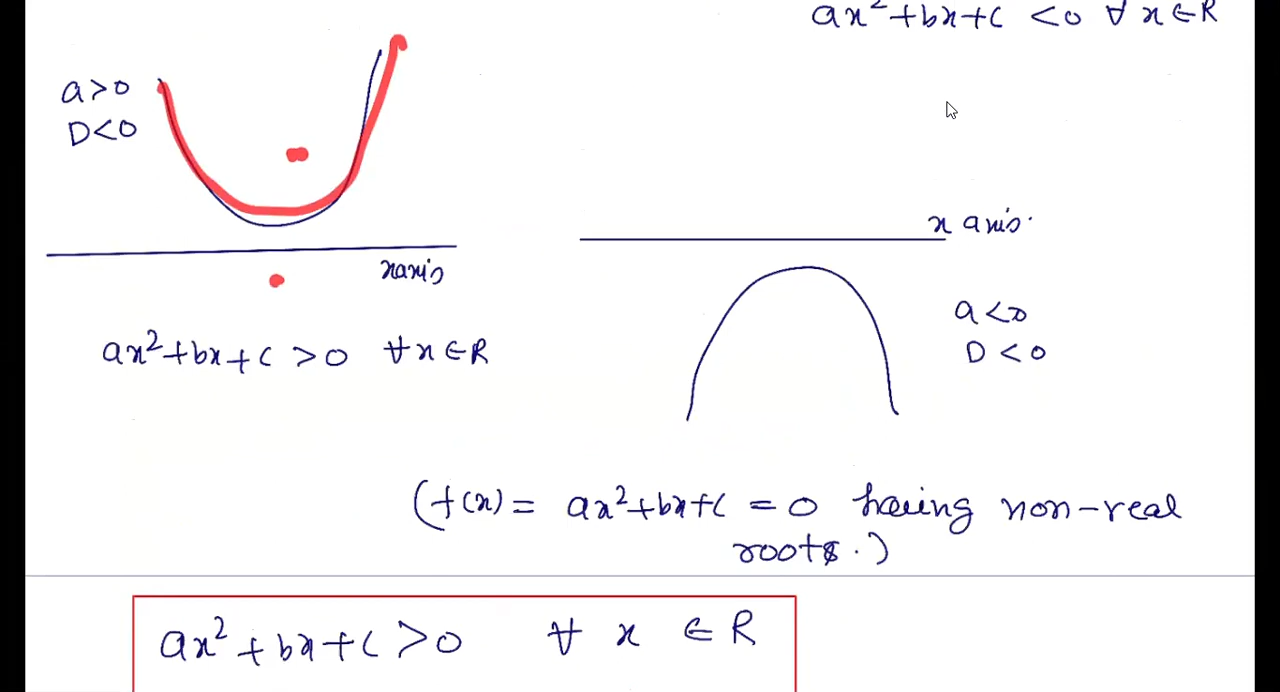 ax²+bx+c <0 ∀ x∈R
a>0
D<0
x axis
x axis.
a<0
D<0
ax²+bx+c >0 ∀x∈R
(f(x)= ax²+bx+c =0 having non-real
roots.)
ax²+bx+c >0 ∀ x ∈ R